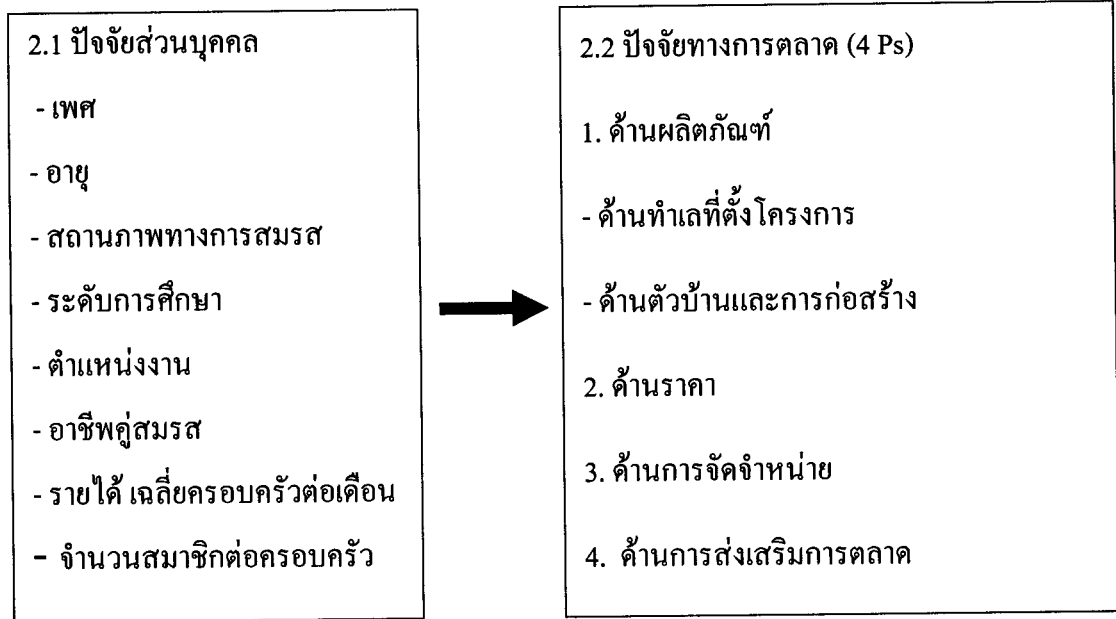 2.1 ปัจจัยส่วนบุคคล
- เพศ
- อายุ
- สถานภาพทางการสมรส
- ระดับการศึกษา
- ตำแหน่งงาน
- อาชีพคู่สมรส
- รายได้ เฉลี่ยครอบครัวต่อเดือน
- จำนวนสมาชิกต่อครอบครัว
2.2 ปัจจัยทางการตลาด (4 Ps)
1. ด้านผลิตภัณฑ์
- ด้านทำเลที่ตั้งโครงการ
- ด้านตัวบ้านและการก่อสร้าง
2. ด้านราคา
3. ด้านการจัดจำหน่าย
4. ด้านการส่งเสริมการตลาด